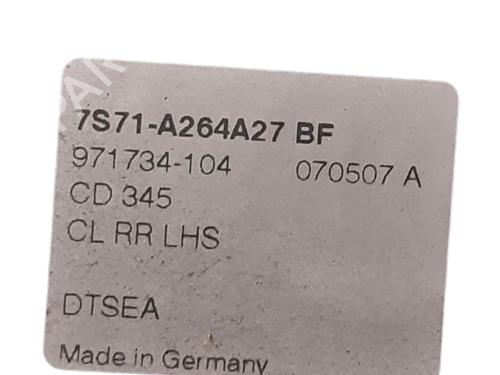 7S71-A264A27 BF
971734-104 070507 A
CD 345
CL RR LHS
DTSEA
Made in Germany